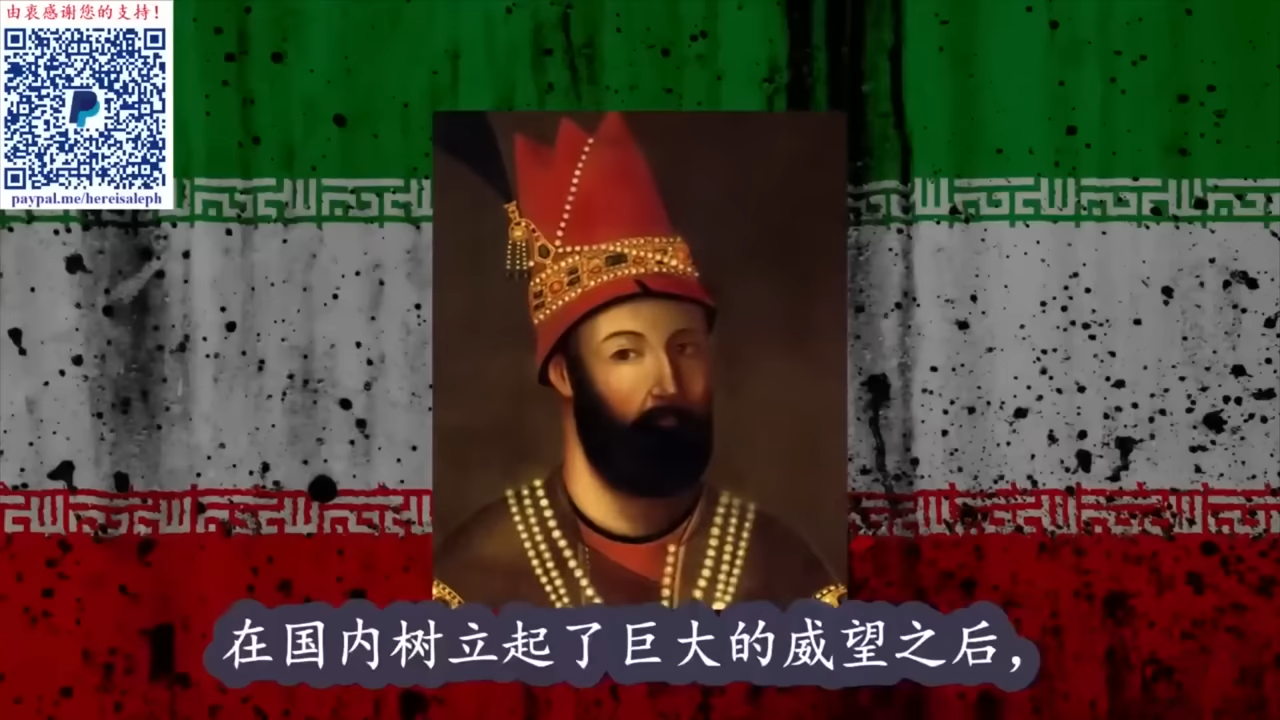 由衷感谢您的支持！
paypal.me/hereisaleph
在国内树立起了巨大的威望之后，